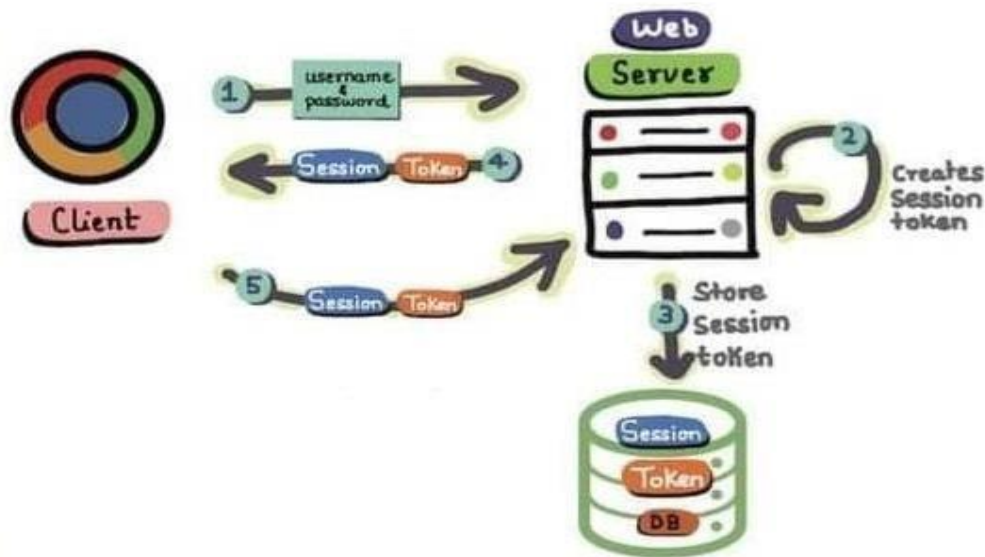 Web
Server
1
username
&
password
4
Session Token
2
Creates
Session
token
Client
5
Session Token
3
Store
Session
token
Session
Token
DB